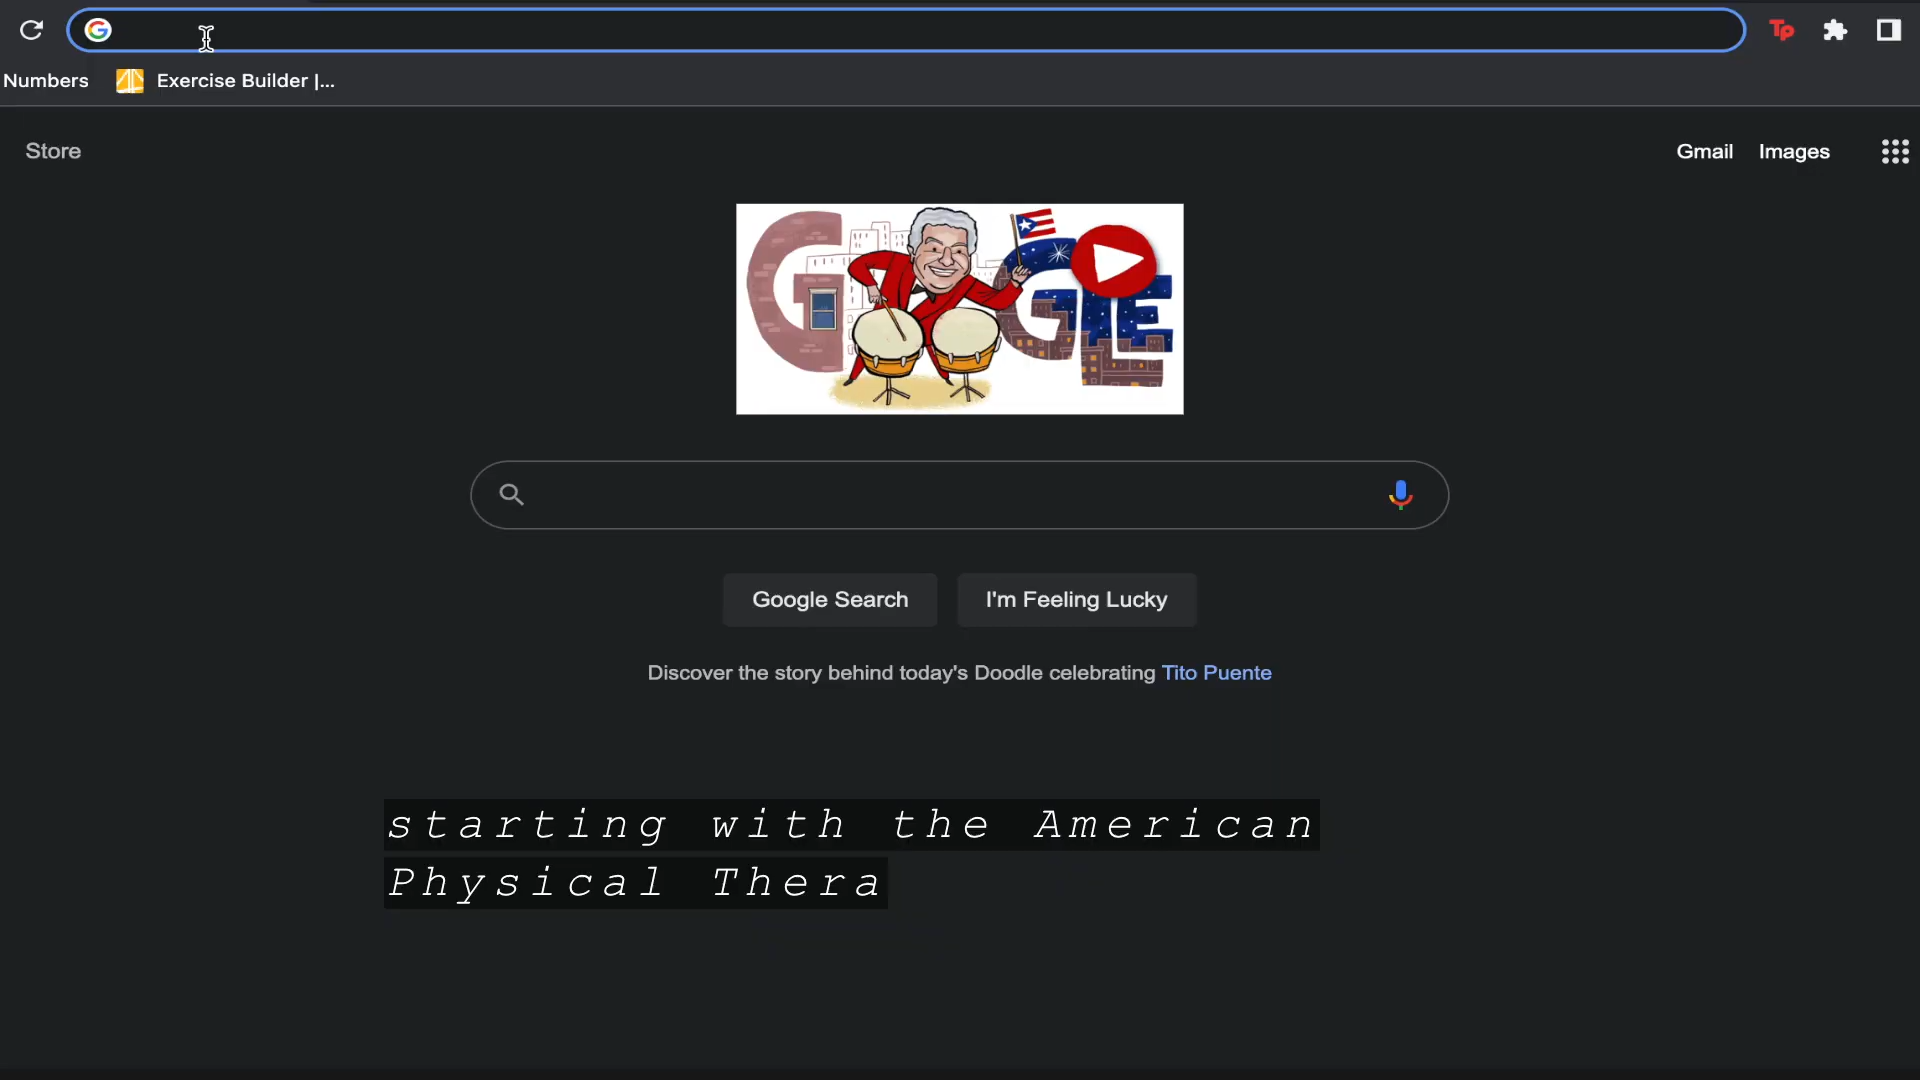 Tp
Numbers
Exercise Builder |...
Store
Gmail
Images
Google Search
I'm Feeling Lucky
Discover the story behind today's Doodle celebrating Tito Puente
starting with the American
Physical Thera